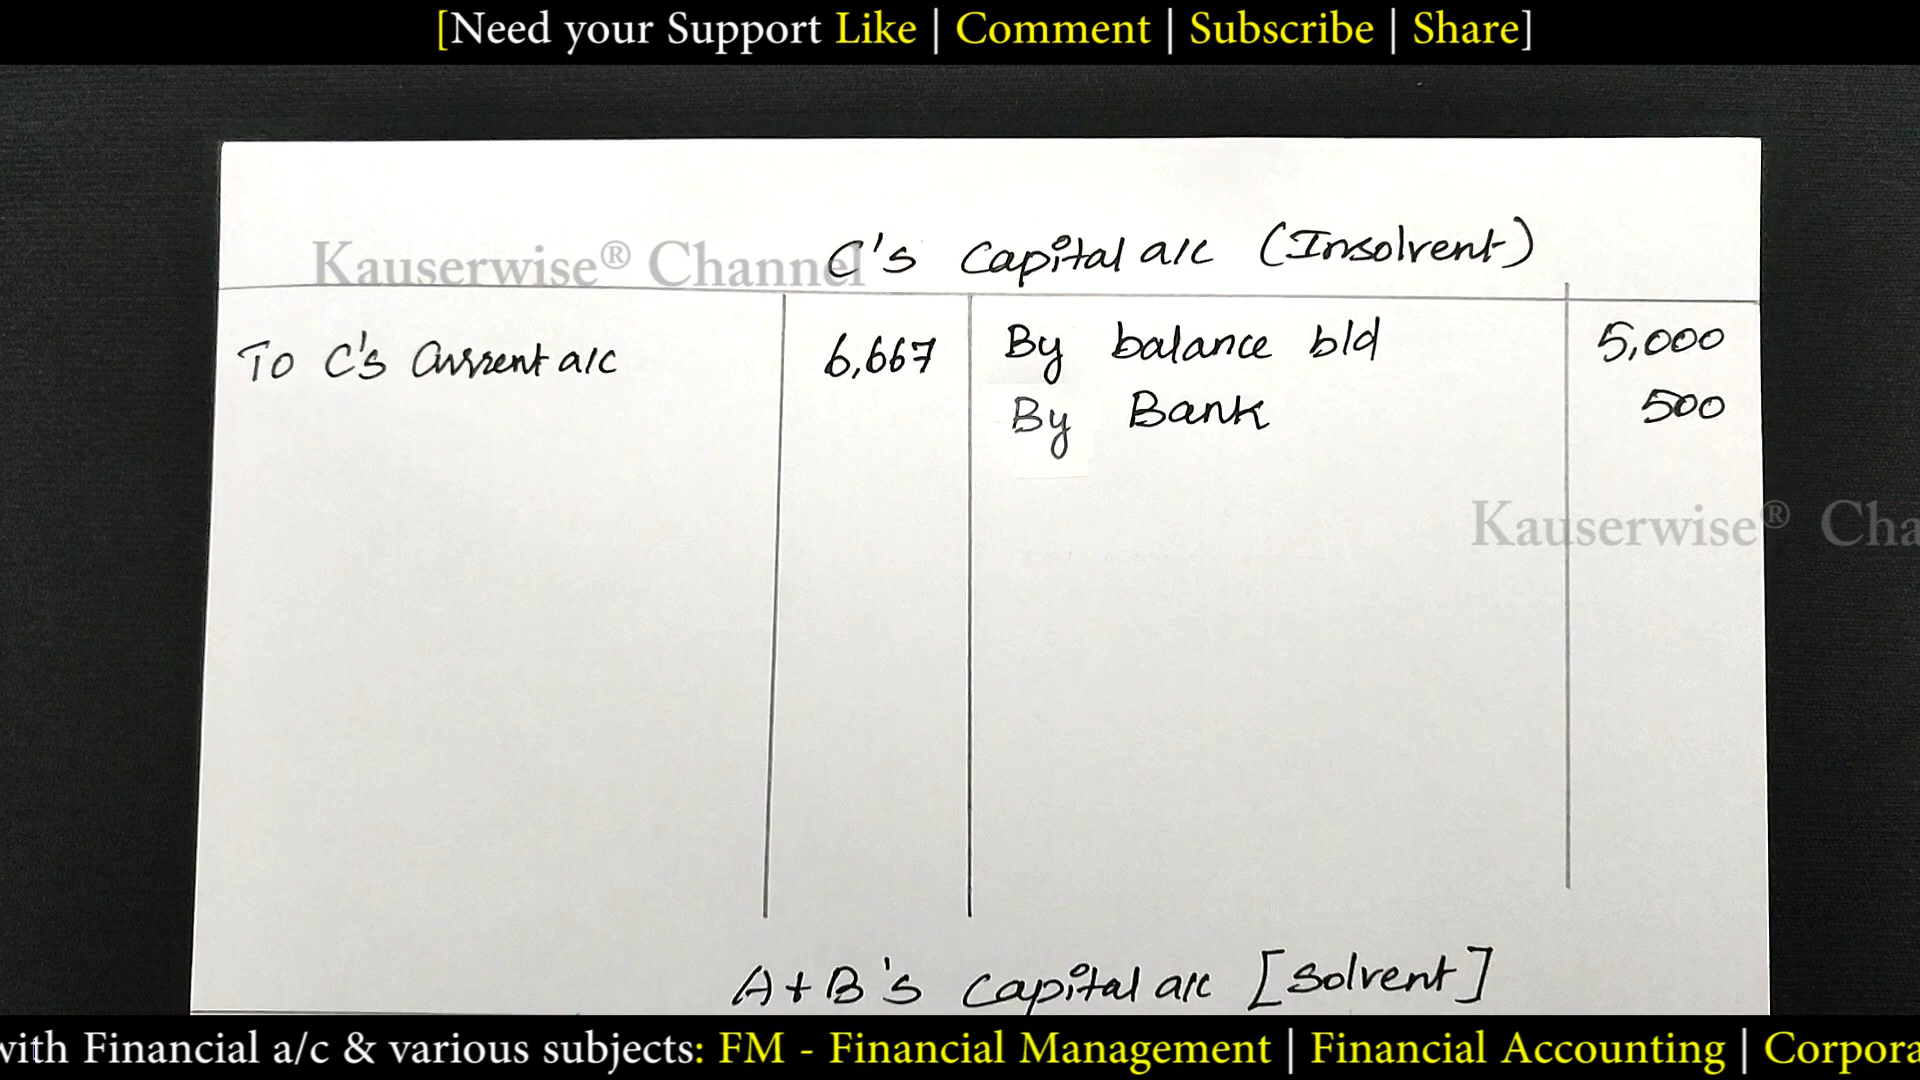 [Need your Support Like | Comment | Subscribe | Share]
Kauserwise® Channel
C's Capital a/c (Insolvent)
To C's Current a/c 6,667 By balance b/d 5,000
By Bank 500
Kauserwise® Cha
A+B's Capital a/c [Solvent]
with Financial a/c & various subjects: FM - Financial Management | Financial Accounting | Corpora